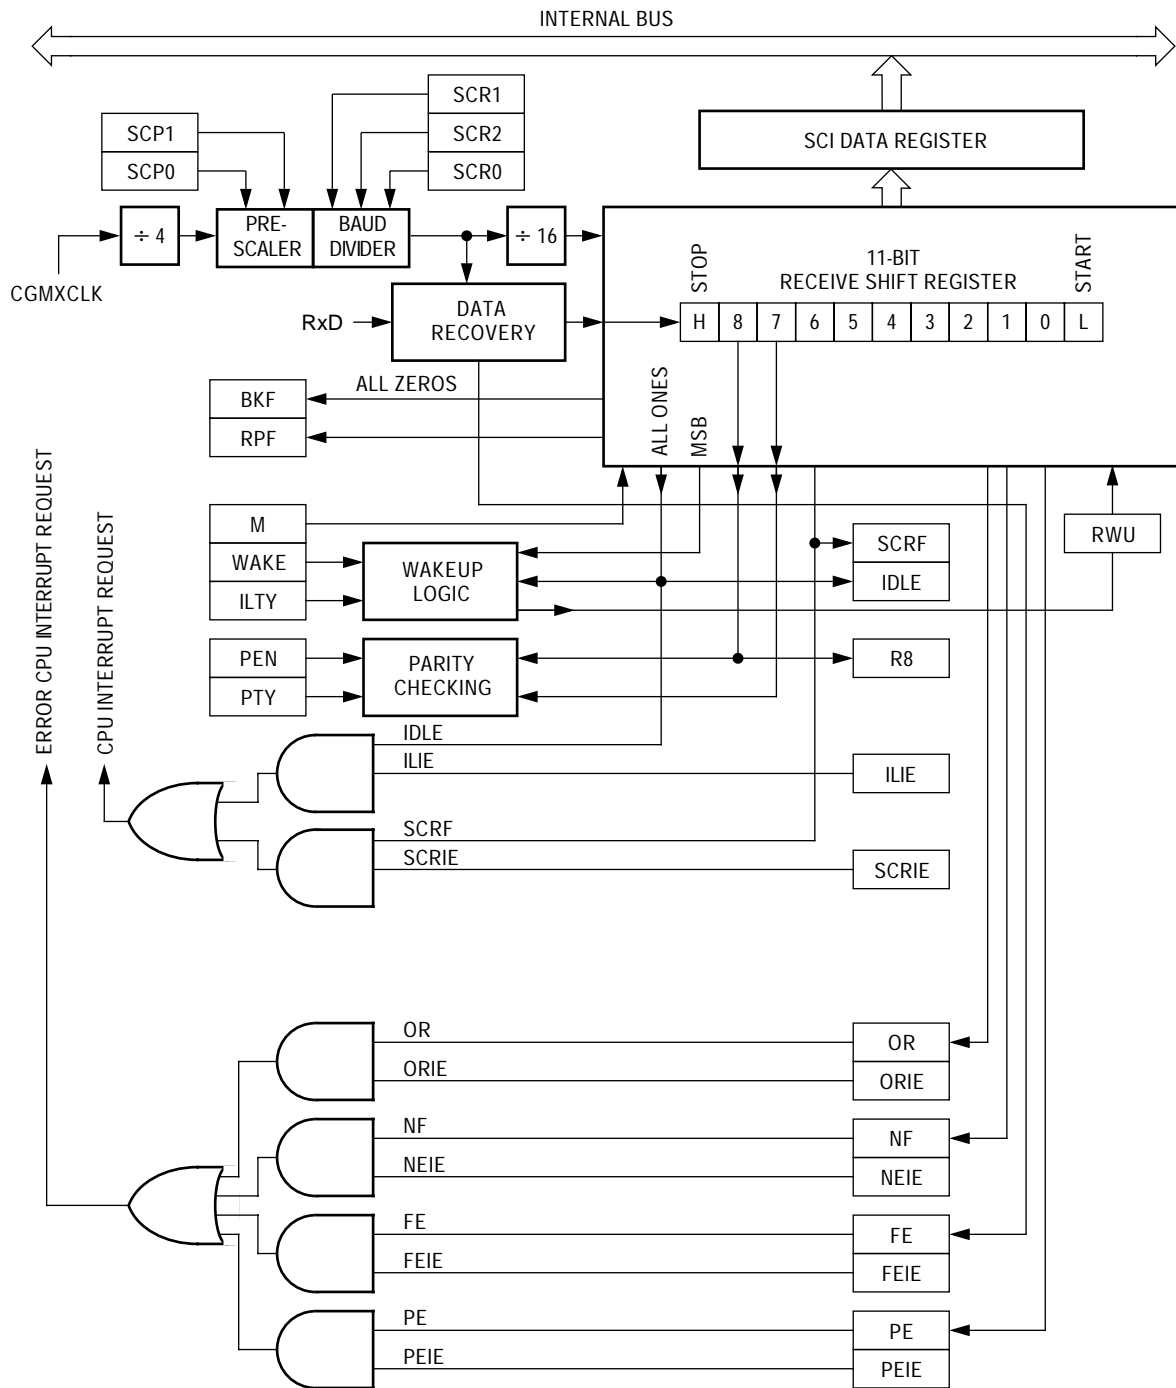 INTERNAL BUS
SCR1
SCP1
SCR2
SCI DATA REGISTER
SCP0
SCR0
÷ 4
PRE-
SCALER
BAUD
DIVIDER
÷ 16
STOP
11-BIT
RECEIVE SHIFT REGISTER
START
CGMXCLK
RxD
DATA
RECOVERY
H 8 7 6 5 4 3 2 1 0 L
ALL ZEROS
BKF
RPF
ALL ONES
MSB
M
WAKE
ILTY
WAKEUP
LOGIC
SCRF
IDLE
RWU
PEN
PTY
PARITY
CHECKING
R8
ERROR CPU INTERRUPT REQUEST
CPU INTERRUPT REQUEST
IDLE
ILIE
ILIE
SCRF
SCRIE
SCRIE
OR
OR
ORIE
ORIE
NF
NF
NEIE
NEIE
FE
FE
FEIE
FEIE
PE
PE
PEIE
PEIE